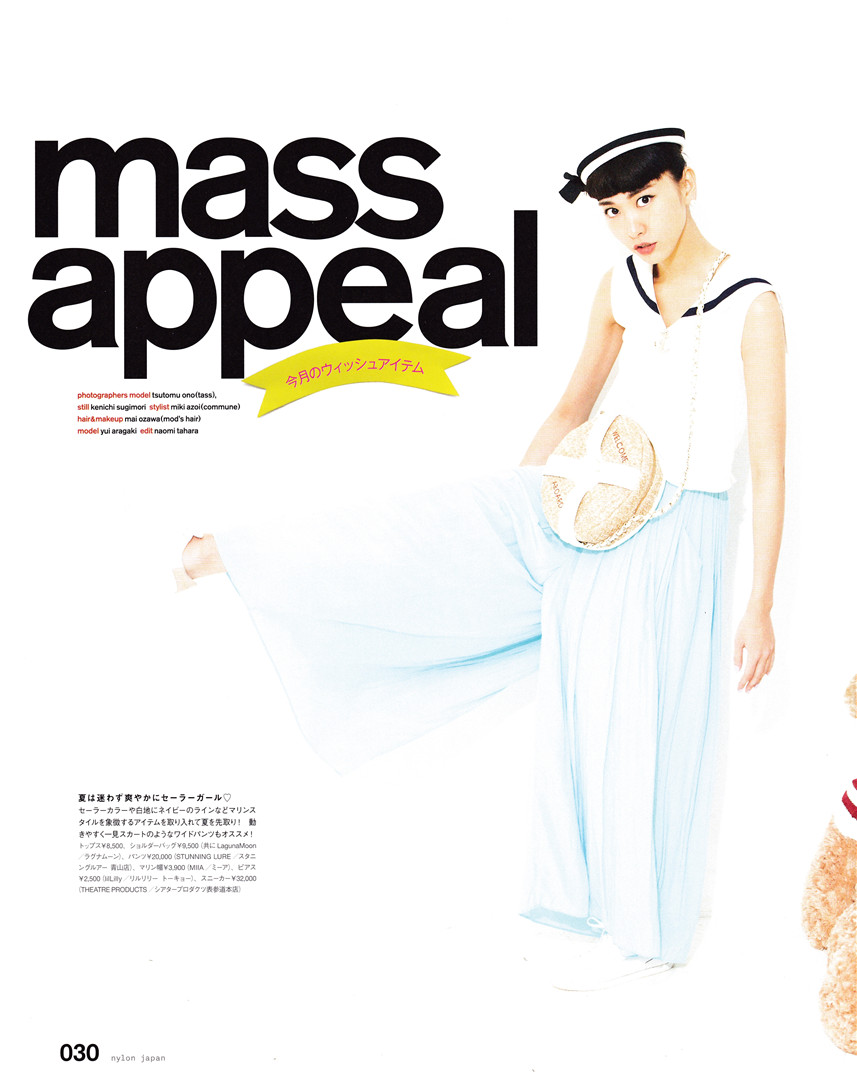 mass
appeal
今月のウィッシュアイテム
photographers model tsutomu ono(tass),
still kenichi sugimori stylist miki azoi(commune)
hair&makeup mai ozawa(mod's hair)
model yui aragaki edit naomi tahara
WELCOME
夏は迷わず爽やかにセーラーガール♡
セーラーカラーや白地にネイビーのラインなどマリンス
タイルを象徴するアイテムを取り入れて夏を先取り! 動
きやすく一見スカートのようなワイドパンツもオススメ!
トップス¥8,500、ショルダーバッグ¥9,500(共に LagunaMoon
/ラグナムーン)、パンツ¥20,000(STUNNING LURE /スタニ
ングルアー 青山店)、マリン帽¥3,900(MIIA /ミーア)、ピアス
¥2,500(lilLilly /リルリリー トーキョー)、スニーカー¥32,000
(THEATRE PRODUCTS /シアタープロダクツ表参道本店)
030 nylon japan